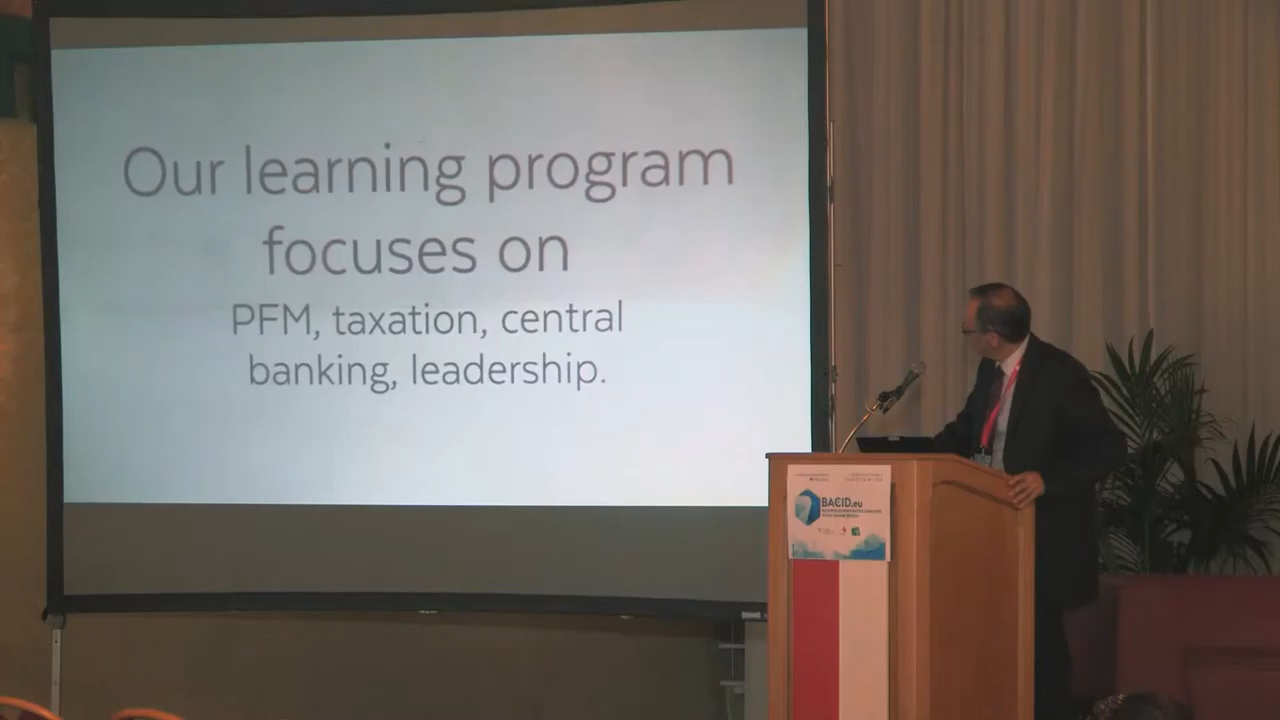 Our learning program
focuses on
PFM, taxation, central
banking, leadership.
BACID.eu